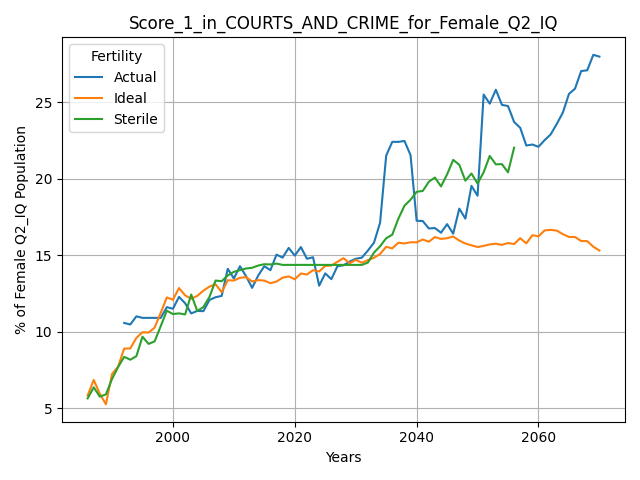 Score_1_in_COURTS_AND_CRIME_for_Female_Q2_IQ
Fertility
Actual
Ideal
Sterile
% of Female Q2_IQ Population
25
20
15
10
5
2000 2020 2040 2060
Years